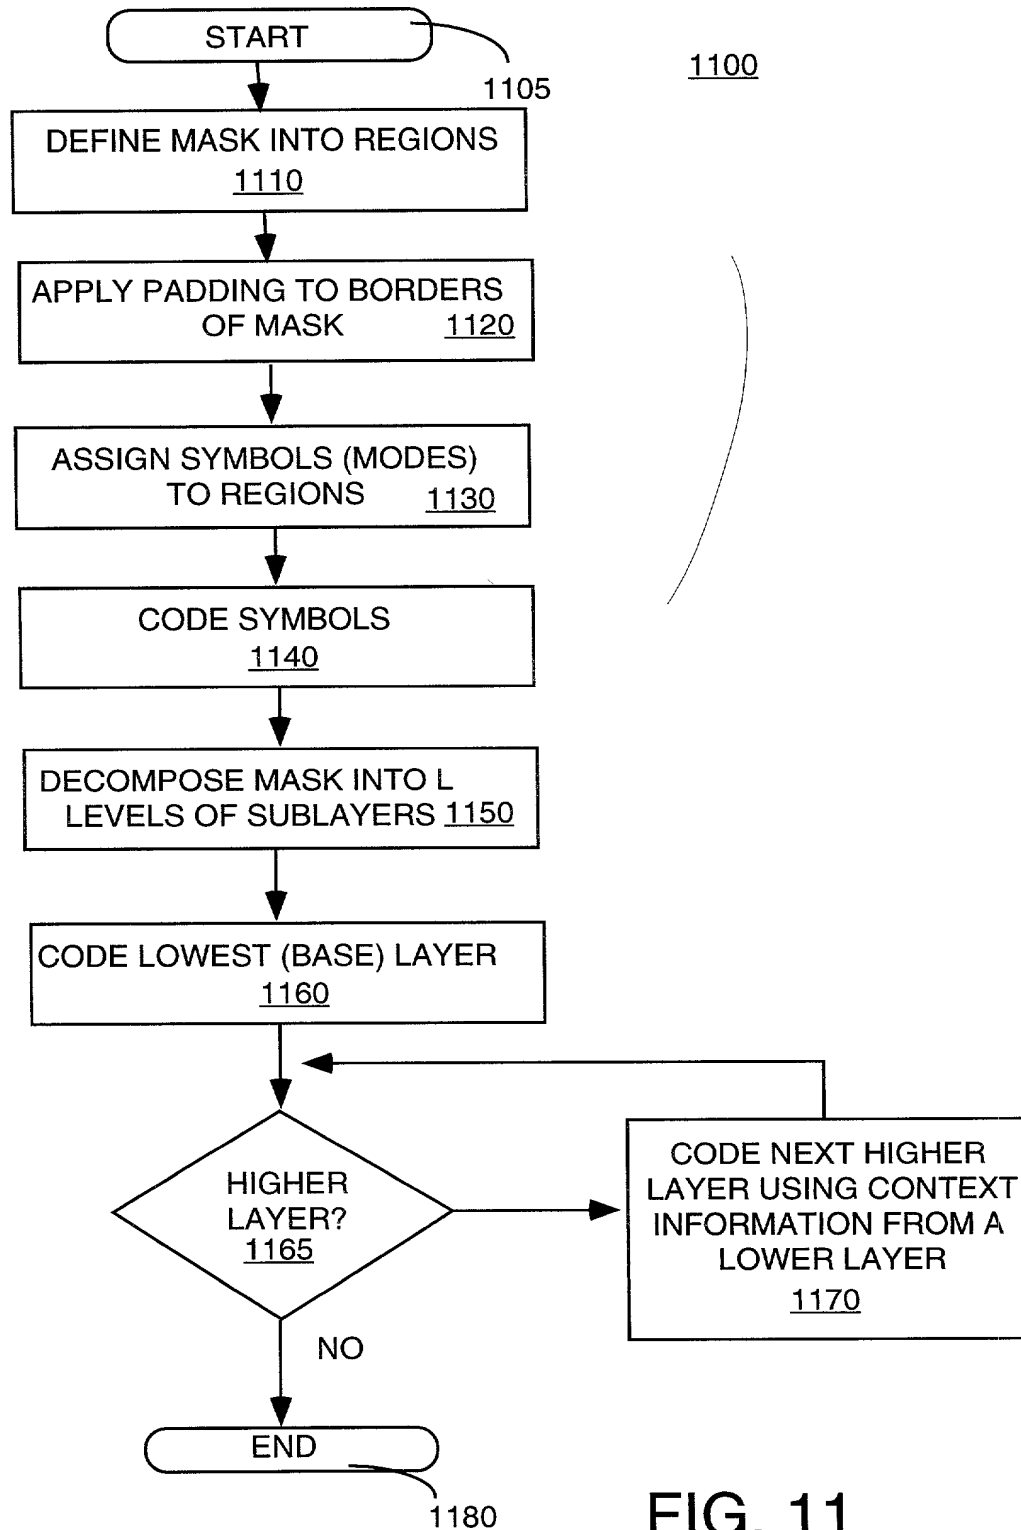 START
1105
1100
DEFINE MASK INTO REGIONS
1110
APPLY PADDING TO BORDERS
OF MASK 1120
ASSIGN SYMBOLS (MODES)
TO REGIONS 1130
CODE SYMBOLS
1140
DECOMPOSE MASK INTO L
LEVELS OF SUBLAYERS 1150
CODE LOWEST (BASE) LAYER
1160
HIGHER
LAYER?
1165
CODE NEXT HIGHER
LAYER USING CONTEXT
INFORMATION FROM A
LOWER LAYER
1170
NO
END
1180
FIG. 11